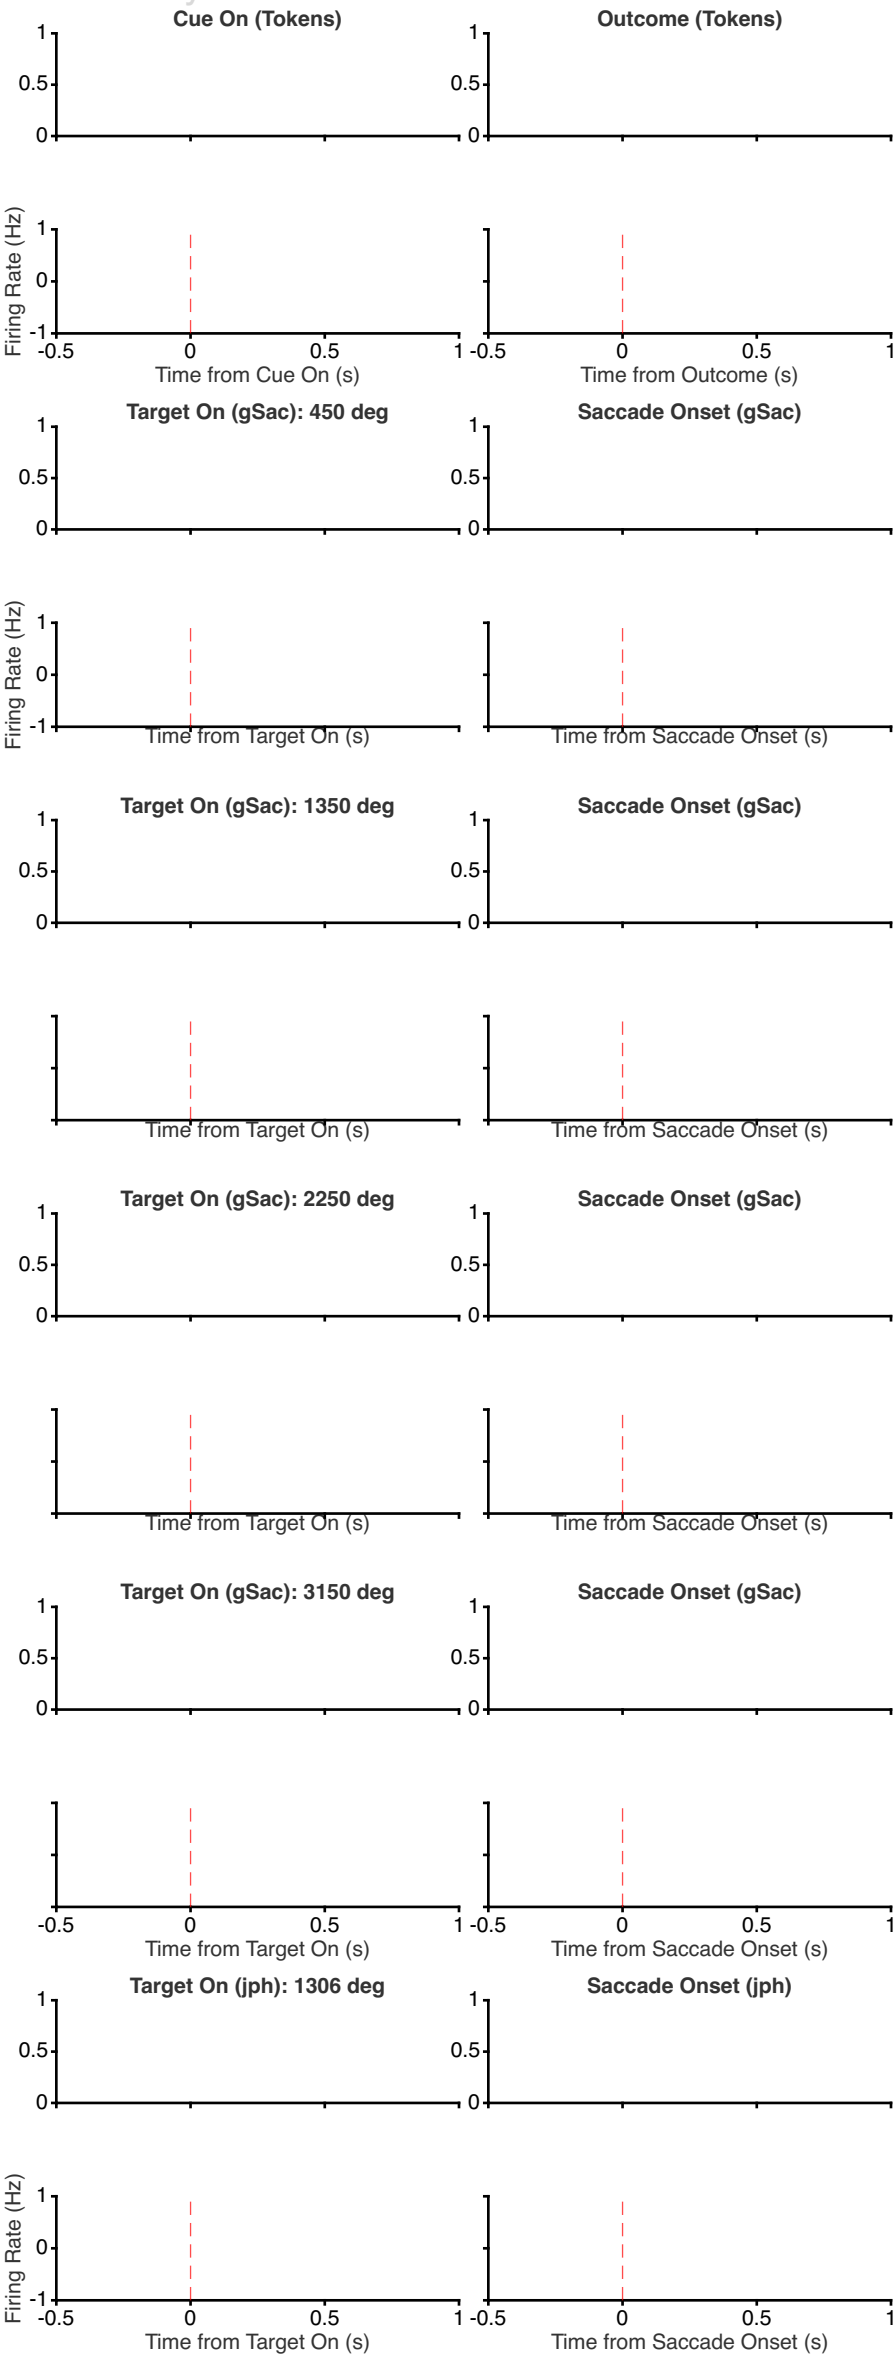 Cue On (Tokens) Outcome (Tokens)
1 1
0.5 0.5
0 0
Firing Rate (Hz)
1
0
-1
-0.5 0 0.5 1 -0.5 0 0.5 1
Time from Cue On (s) Time from Outcome (s)
Target On (gSac): 450 deg Saccade Onset (gSac)
1 1
0.5 0.5
0 0
Firing Rate (Hz)
1
0
-1
Time from Target On (s) Time from Saccade Onset (s)
Target On (gSac): 1350 deg Saccade Onset (gSac)
1 1
0.5 0.5
0 0
Time from Target On (s) Time from Saccade Onset (s)
Target On (gSac): 2250 deg Saccade Onset (gSac)
1 1
0.5 0.5
0 0
Time from Target On (s) Time from Saccade Onset (s)
Target On (gSac): 3150 deg Saccade Onset (gSac)
1 1
0.5 0.5
0 0
-0.5 0 0.5 1 -0.5 0 0.5 1
Time from Target On (s) Time from Saccade Onset (s)
Target On (jph): 1306 deg Saccade Onset (jph)
1 1
0.5 0.5
0 0
Firing Rate (Hz)
1
0
-1
-0.5 0 0.5 1 -0.5 0 0.5 1
Time from Target On (s) Time from Saccade Onset (s)